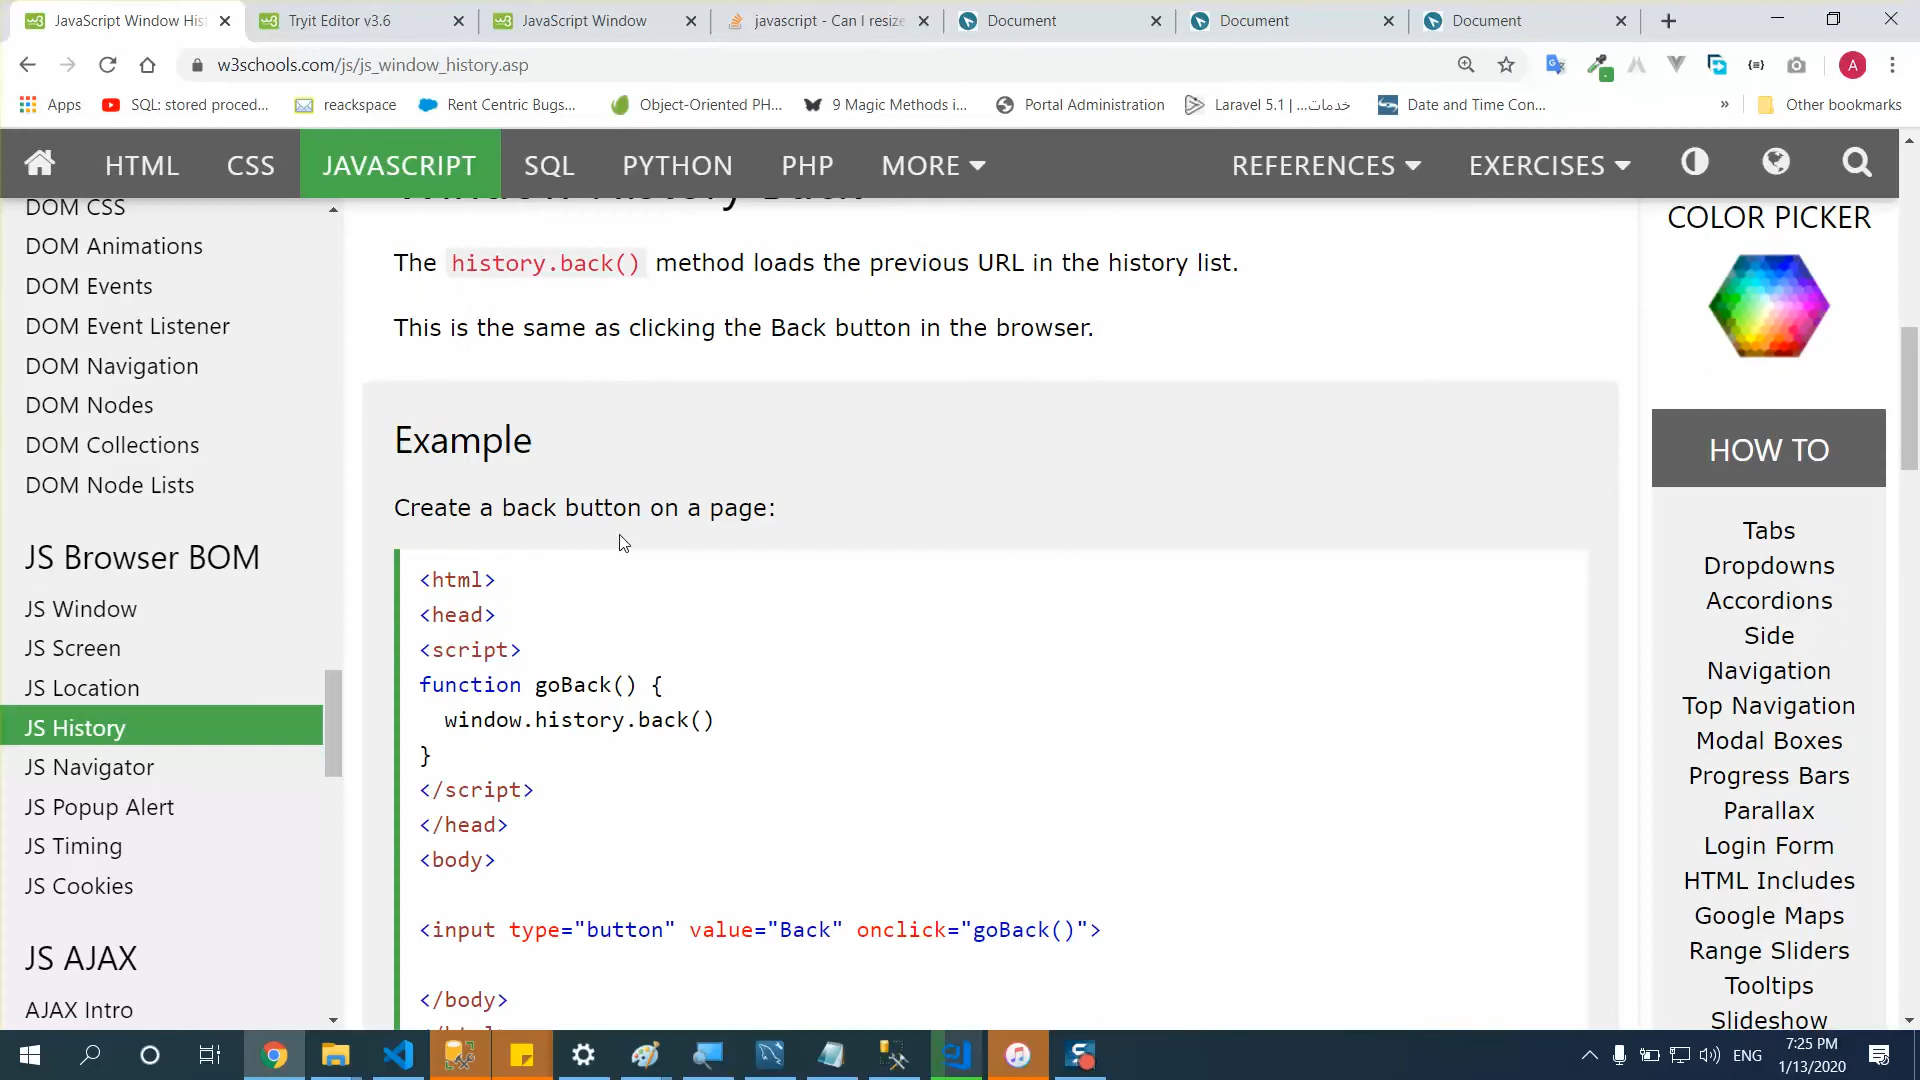 JavaScript Window His
Tryit Editor v3.6
JavaScript Window
javascript - Can I resize
Document
Document
Document
w3schools.com/js/js_window_history.asp
A
Apps
SQL: stored proced...
reackspace
Rent Centric Bugs...
Object-Oriented PH...
9 Magic Methods i...
Portal Administration
Laravel 5.1 | ...خدمات
Date and Time Con...
»
Other bookmarks
HTML
CSS
JAVASCRIPT
SQL
PYTHON
PHP
MORE
REFERENCES
EXERCISES
DOM CSS
DOM Animations
DOM Events
DOM Event Listener
DOM Navigation
DOM Nodes
DOM Collections
DOM Node Lists
JS Browser BOM
JS Window
JS Screen
JS Location
JS History
JS Navigator
JS Popup Alert
JS Timing
JS Cookies
JS AJAX
AJAX Intro
Window History Back
The history.back() method loads the previous URL in the history list.
This is the same as clicking the Back button in the browser.
Example
Create a back button on a page:
<html>
<head>
<script>
function goBack() {
window.history.back()
}
</script>
</head>
<body>
<input type="button" value="Back" onclick="goBack()">
</body>
COLOR PICKER
HOW TO
Tabs
Dropdowns
Accordions
Side
Navigation
Top Navigation
Modal Boxes
Progress Bars
Parallax
Login Form
HTML Includes
Google Maps
Range Sliders
Tooltips
Slideshow
ENG
7:25 PM
1/13/2020